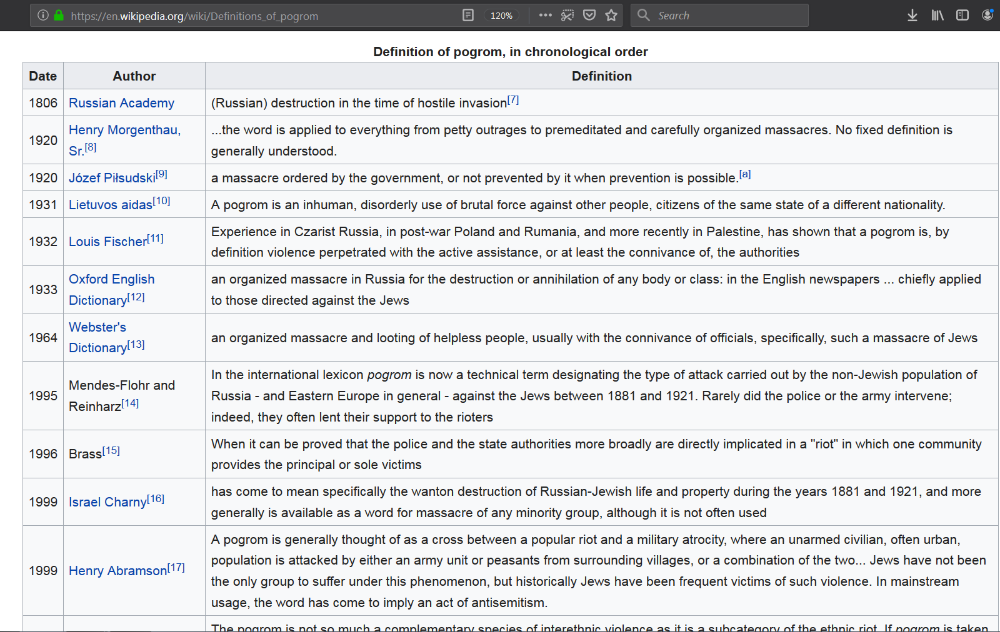 https://en.wikipedia.org/wiki/Definitions_of_pogrom
120%
Search
Definition of pogrom, in chronological order
Date Author Definition
1806 Russian Academy (Russian) destruction in the time of hostile invasion[7]
1920 Henry Morgenthau, Sr.[8] ...the word is applied to everything from petty outrages to premeditated and carefully organized massacres. No fixed definition is
generally understood.
1920 Józef Piłsudski[9] a massacre ordered by the government, or not prevented by it when prevention is possible.[a]
1931 Lietuvos aidas[10] A pogrom is an inhuman, disorderly use of brutal force against other people, citizens of the same state of a different nationality.
1932 Louis Fischer[11] Experience in Czarist Russia, in post-war Poland and Rumania, and more recently in Palestine, has shown that a pogrom is, by
definition violence perpetrated with the active assistance, or at least the connivance of, the authorities
1933 Oxford English Dictionary[12] an organized massacre in Russia for the destruction or annihilation of any body or class: in the English newspapers ... chiefly applied
to those directed against the Jews
1964 Webster's Dictionary[13] an organized massacre and looting of helpless people, usually with the connivance of officials, specifically, such a massacre of Jews
1995 Mendes-Flohr and Reinharz[14] In the international lexicon pogrom is now a technical term designating the type of attack carried out by the non-Jewish population of
Russia - and Eastern Europe in general - against the Jews between 1881 and 1921. Rarely did the police or the army intervene;
indeed, they often lent their support to the rioters
1996 Brass[15] When it can be proved that the police and the state authorities more broadly are directly implicated in a "riot" in which one community
provides the principal or sole victims
1999 Israel Charny[16] has come to mean specifically the wanton destruction of Russian-Jewish life and property during the years 1881 and 1921, and more
generally is available as a word for massacre of any minority group, although it is not often used
1999 Henry Abramson[17] A pogrom is generally thought of as a cross between a popular riot and a military atrocity, where an unarmed civilian, often urban,
population is attacked by either an army unit or peasants from surrounding villages, or a combination of the two... Jews have not been
the only group to suffer under this phenomenon, but historically Jews have been frequent victims of such violence. In mainstream
usage, the word has come to imply an act of antisemitism.
The pogrom is not so much a complementary species of interethnic violence as it is a subcategory of the ethnic riot. If pogrom is taken